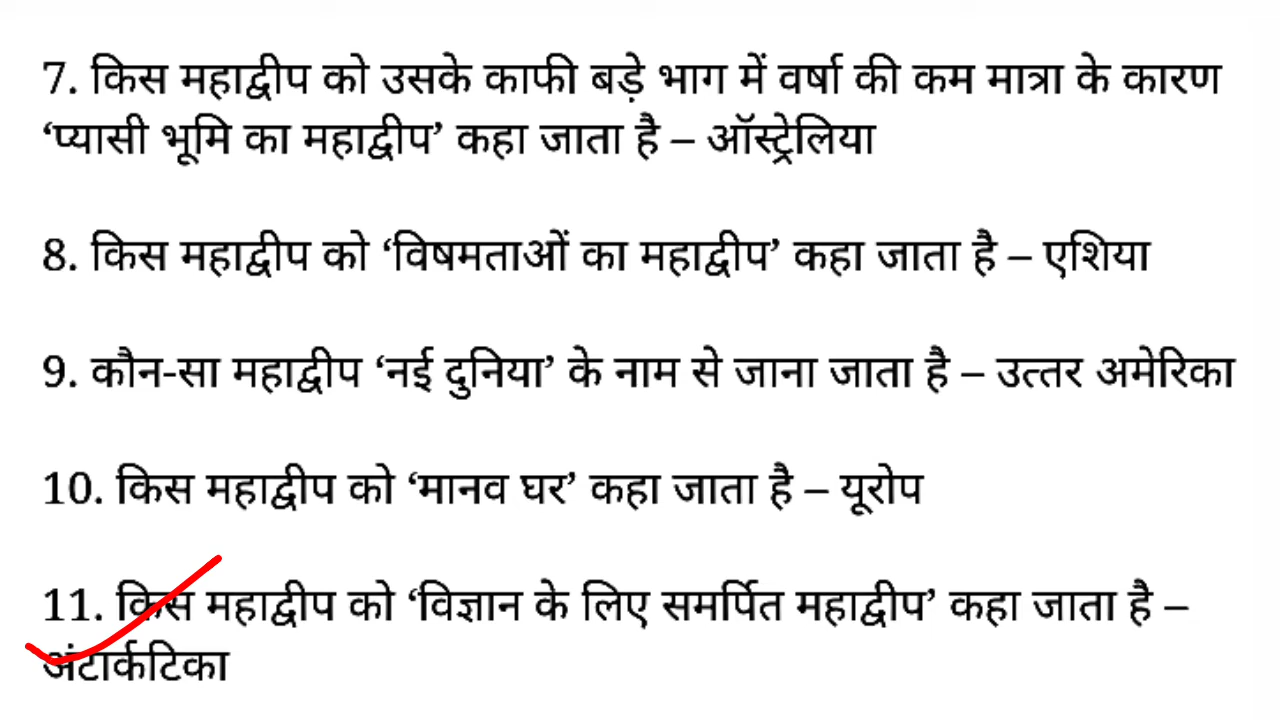 7. किस महाद्वीप को उसके काफी बड़े भाग में वर्षा की कम मात्रा के कारण
‘प्यासी भूमि का महाद्वीप’ कहा जाता है – ऑस्ट्रेलिया
8. किस महाद्वीप को ‘विषमताओं का महाद्वीप’ कहा जाता है – एशिया
9. कौन-सा महाद्वीप ‘नई दुनिया’ के नाम से जाना जाता है – उत्तर अमेरिका
10. किस महाद्वीप को ‘मानव घर’ कहा जाता है – यूरोप
11. किस महाद्वीप को ‘विज्ञान के लिए समर्पित महाद्वीप’ कहा जाता है –
अंटार्कटिका